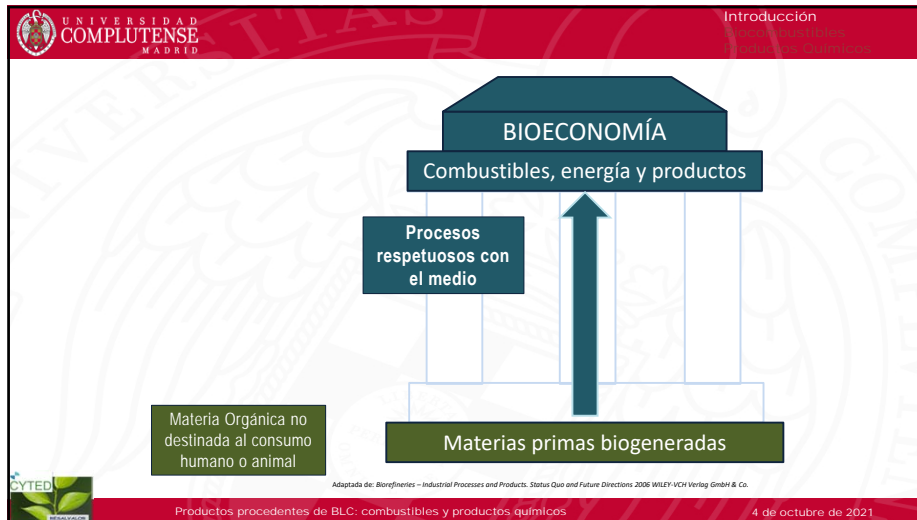 UNIVERSIDAD
COMPLUTENSE
MADRID
Introducción
Biocombustibles
Productos Químicos
BIOECONOMÍA
Combustibles, energía y productos
Procesos
respetuosos con
el medio
Materia Orgánica no
destinada al consumo
humano o animal
Materias primas biogeneradas
Adaptada de: Biorefineries – Industrial Processes and Products. Status Quo and Future Directions 2006 WILEY-VCH Verlag GmbH & Co.
CYTED
RESALVALOR
Productos procedentes de BLC: combustibles y productos químicos
4 de octubre de 2021